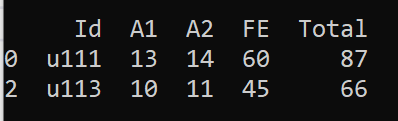 Id A1 A2 FE Total
0 u111 13 14 60 87
2 u113 10 11 45 66